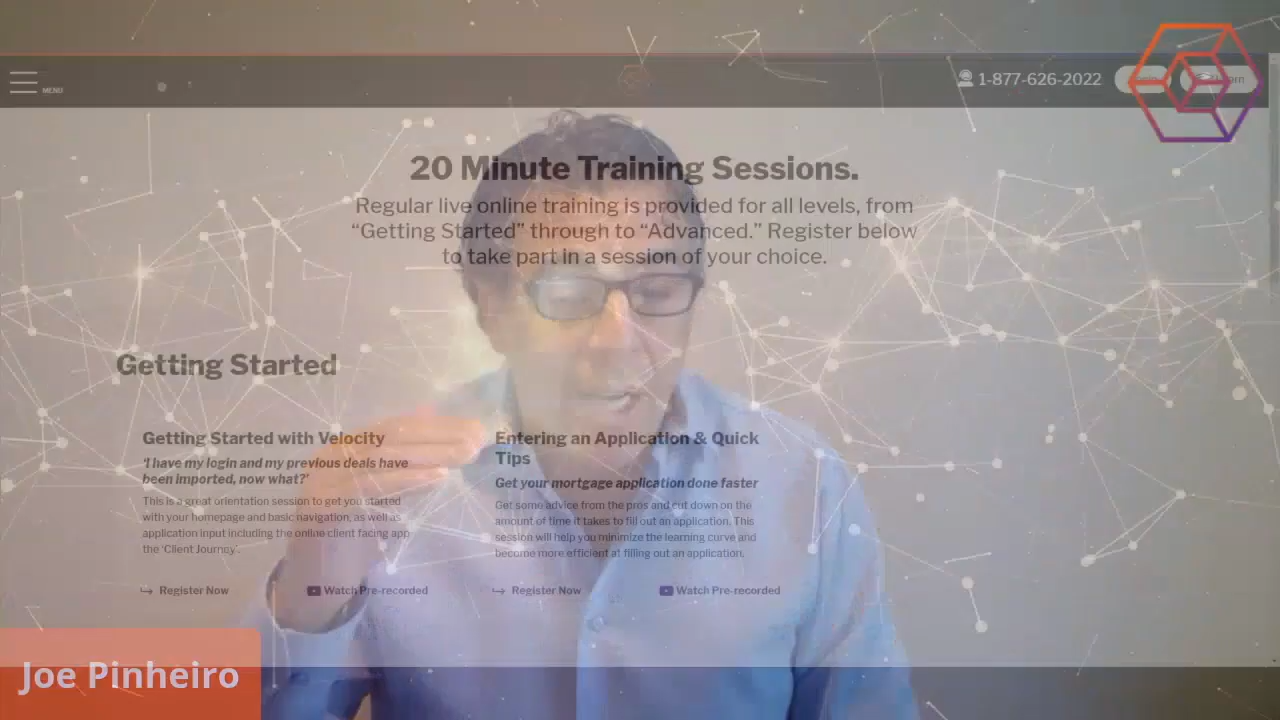 MENU
1-877-626-2022
20 Minute Training Sessions.
Regular live online training is provided for all levels, from
“Getting Started” through to “Advanced.” Register below
to take part in a session of your choice.
Getting Started
Getting Started with Velocity
‘I have my login and my previous deals have
been imported, now what?’
This is a great orientation session to get you started
with your homepage and basic navigation, as well as
application input including the online client facing app
the ‘Client Journey’.
Register Now
Watch Pre-recorded
Entering an Application & Quick
Tips
Get your mortgage application done faster
Get some advice from the pros and cut down on the
amount of time it takes to fill out an application. This
session will help you minimize the learning curve and
become more efficient at filling out an application.
Register Now
Watch Pre-recorded
Joe Pinheiro